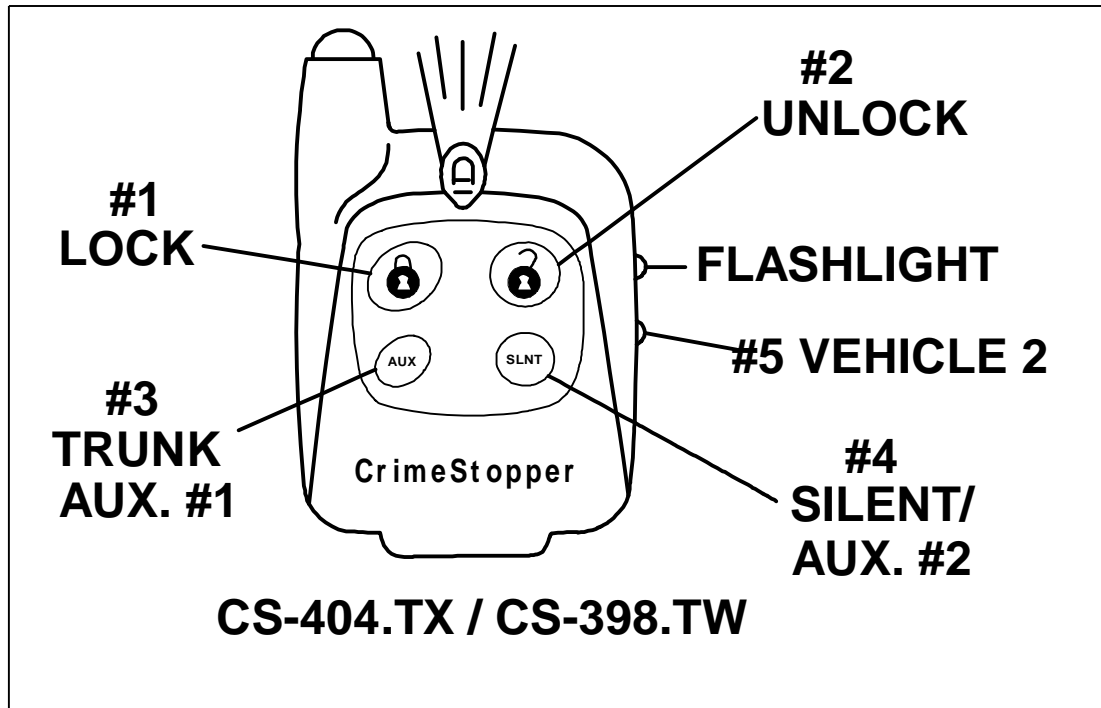 #2
UNLOCK
#1
LOCK
FLASHLIGHT
#5 VEHICLE 2
AUX
SLNT
#3
TRUNK
AUX. #1
CrimeStopper
#4
SILENT/
AUX. #2
CS-404.TX / CS-398.TW